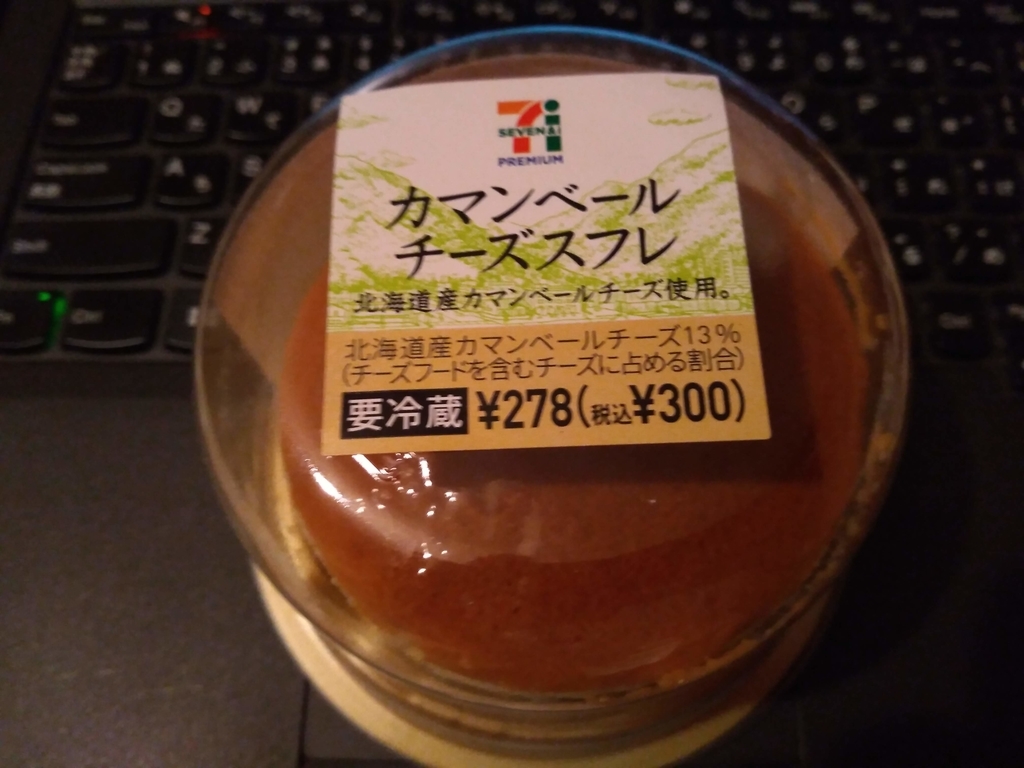 7i
SEVEN&i
PREMIUM
カマンベール
チーズスフレ
北海道産カマンベールチーズ使用。
北海道産カマンベールチーズ13%
(チーズフードを含むチーズに占める割合)
要冷蔵 ¥278(税込¥300)
Q W
A
Shift Z
Ctrl